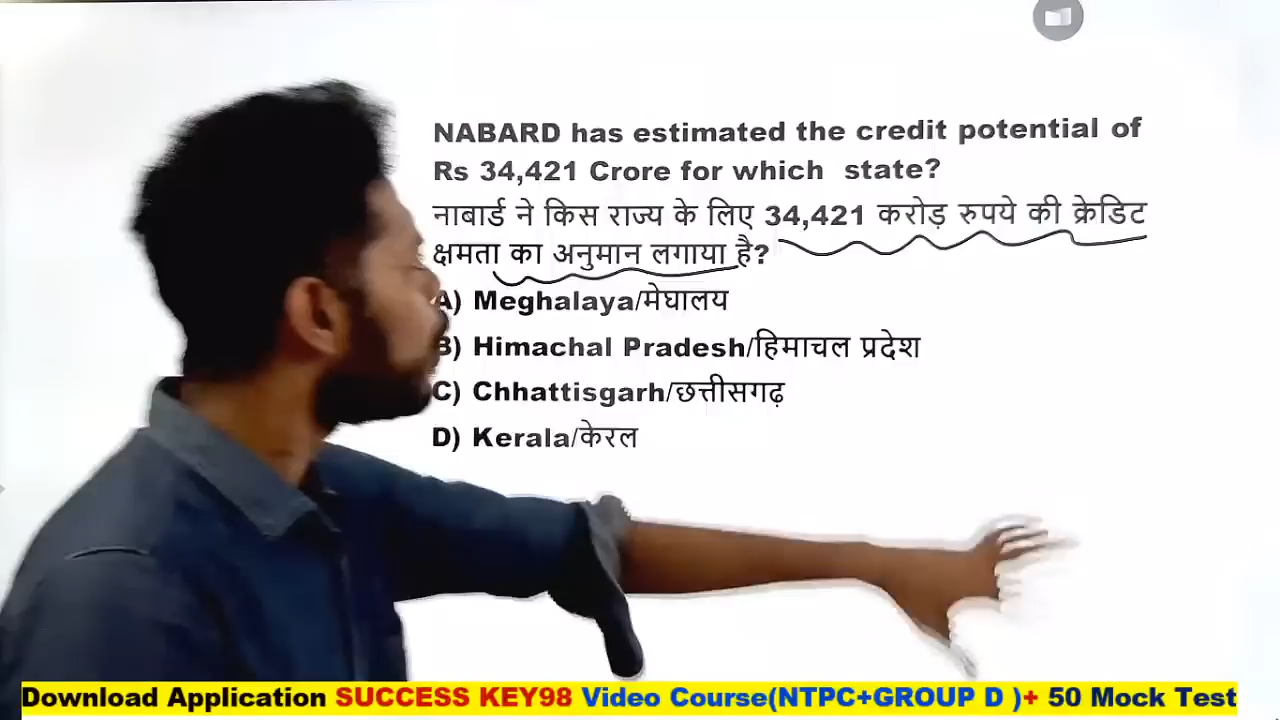 NABARD has estimated the credit potential of
Rs 34,421 Crore for which state?
नाबार्ड ने किस राज्य के लिए 34,421 करोड़ रुपये की क्रेडिट
क्षमता का अनुमान लगाया है?
A) Meghalaya/मेघालय
B) Himachal Pradesh/हिमाचल प्रदेश
C) Chhattisgarh/छत्तीसगढ़
D) Kerala/केरल
Download Application SUCCESS KEY98 Video Course(NTPC+GROUP D )+ 50 Mock Test